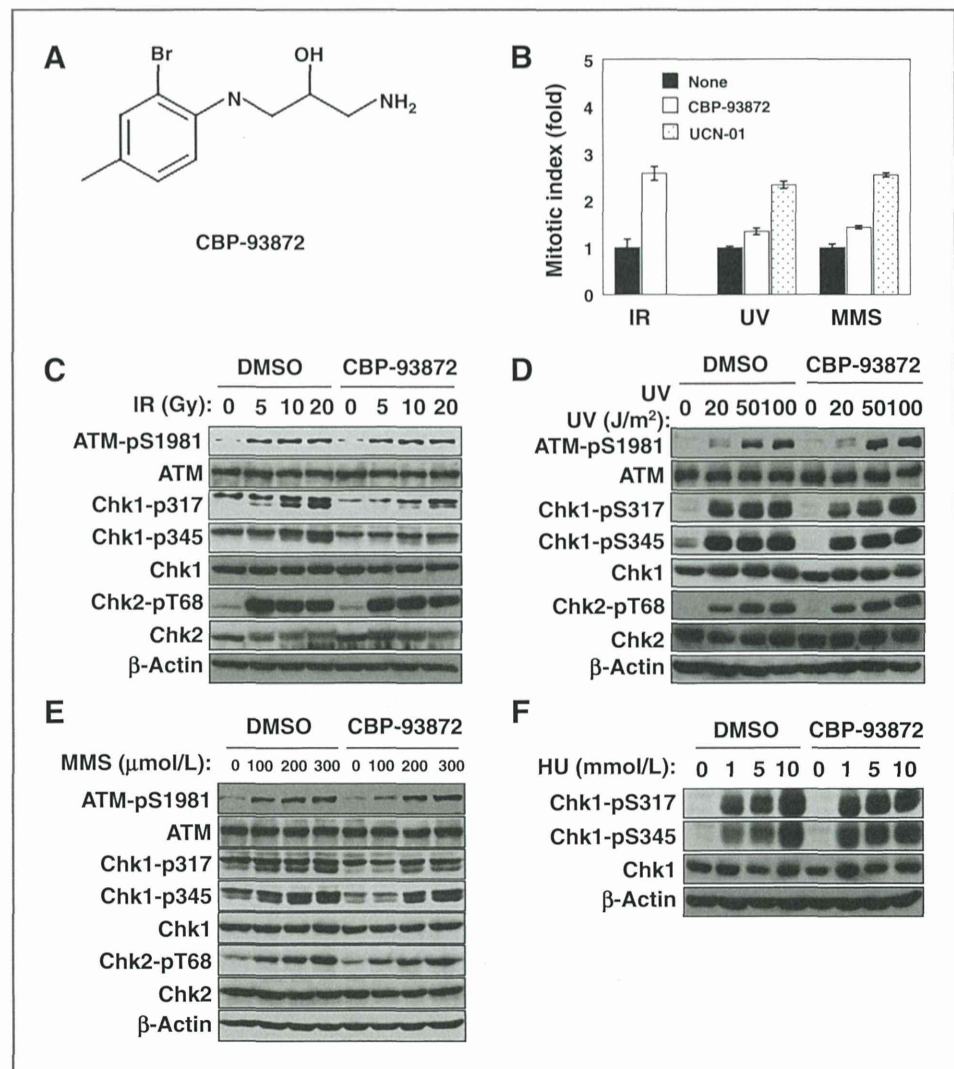 A
Br
OH
N
NH2
CBP-93872
B
Mitotic index (fold)
5
4
3
2
1
0
None
CBP-93872
UCN-01
IR
UV
MMS
C
DMSO CBP-93872
IR (Gy): 0 5 10 20 0 5 10 20
ATM-pS1981
ATM
Chk1-p317
Chk1-p345
Chk1
Chk2-pT68
Chk2
β-Actin
D
DMSO CBP-93872
UV
UV (J/m²): 0 20 50 100 0 20 50 100
ATM-pS1981
ATM
Chk1-pS317
Chk1-pS345
Chk1
Chk2-pT68
Chk2
β-Actin
E
DMSO CBP-93872
MMS (μmol/L): 0 100 200 300 0 100 200 300
ATM-pS1981
ATM
Chk1-p317
Chk1-p345
Chk1
Chk2-pT68
Chk2
β-Actin
F
DMSO CBP-93872
HU (mmol/L): 0 1 5 10 0 1 5 10
Chk1-pS317
Chk1-pS345
Chk1
β-Actin